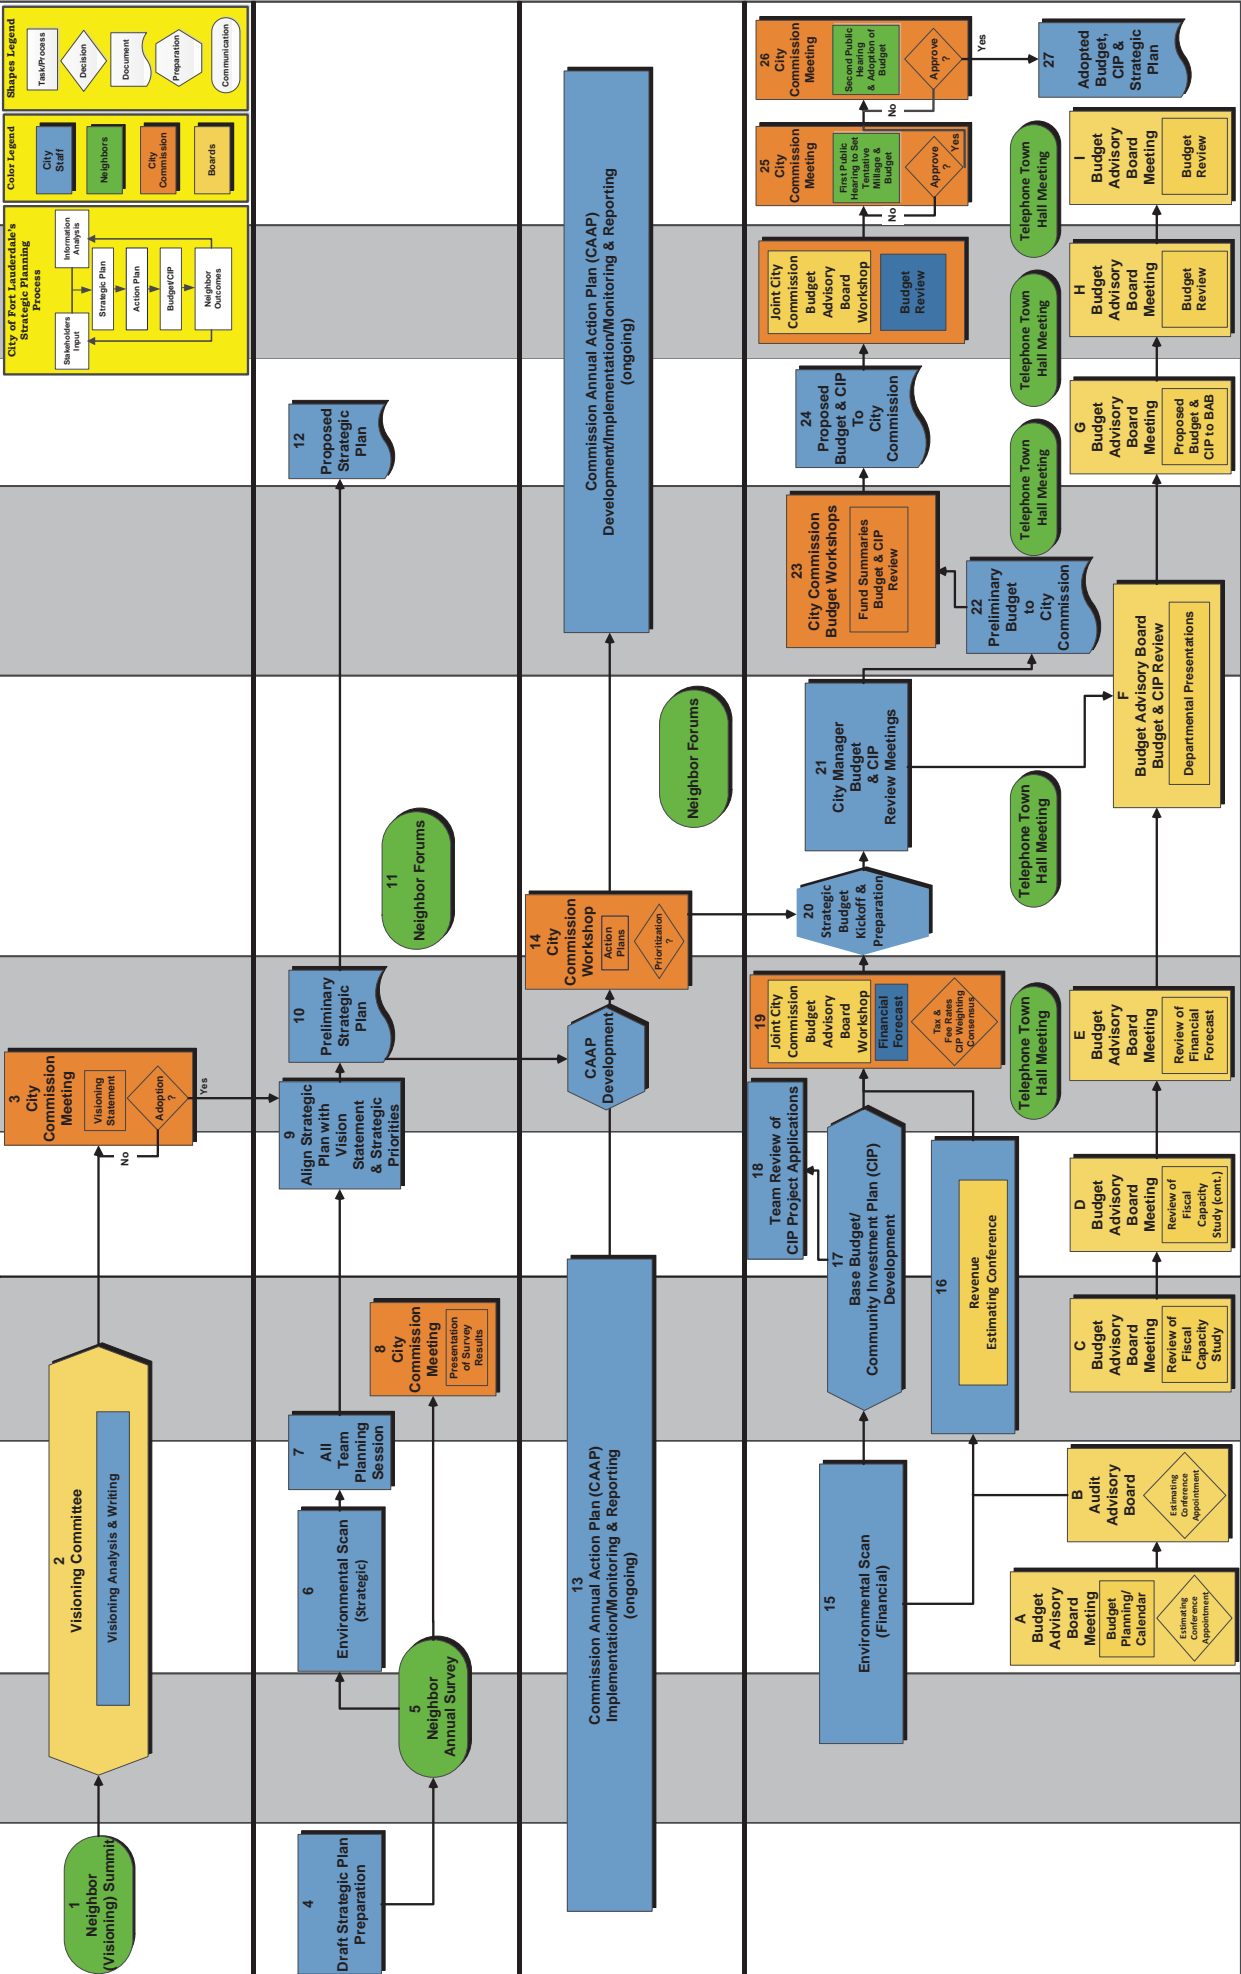 1
Neighbor
(Visioning) Summit
2
Visioning Committee
Visioning Analysis & Writing
3
City
Commission
Meeting
Visioning
Statement
Adoption
?
No
Yes
City of Fort Lauderdale's
Strategic Planning
Process
Stakeholders
Input
Information
Analysis
Strategic Plan
Action Plan
Budget/CIP
Neighbor
Outcomes
Color Legend
City
Staff
Neighbors
City
Commission
Boards
Shapes Legend
Task/Process
Decision
Document
Preparation
Communication
4
Draft Strategic Plan
Preparation
5
Neighbor
Annual Survey
6
Environmental Scan
(Strategic)
7
All
Team
Planning
Session
8
City
Commission
Meeting
Presentation
of Survey
Results
9
Align Strategic
Plan with
Vision
Statement
& Strategic
Priorities
10
Preliminary
Strategic
Plan
11
Neighbor Forums
12
Proposed
Strategic
Plan
13
Commission Annual Action Plan (CAAP)
Implementation/Monitoring & Reporting
(ongoing)
CAAP
Development
14
City
Commission
Workshop
Action
Plans
Prioritization
?
Commission Annual Action Plan (CAAP)
Development/Implementation/Monitoring & Reporting
(ongoing)
Neighbor Forums
15
Environmental Scan
(Financial)
16
Revenue
Estimating Conference
17
Base Budget/
Community Investment Plan (CIP)
Development
18
Team Review of
CIP Project Applications
19
Joint City
Commission
Budget
Advisory
Board
Workshop
Financial
Forecast
Tax &
Fee Rates
CIP Weighting
Consensus
20
Strategic
Budget
Kickoff &
Preparation
21
City Manager
Budget
& CIP
Review Meetings
22
Preliminary
Budget
to
City
Commission
23
City Commission
Budget Workshops
Fund Summaries
Budget & CIP
Review
24
Proposed
Budget & CIP
To
City
Commission
Joint City
Commission
Budget
Advisory
Board
Workshop
Budget
Review
25
City
Commission
Meeting
First Public
Hearing to Set
Tentative
Millage &
Budget
Approve
?
No
Yes
26
City
Commission
Meeting
Second Public
Hearing
& Adoption of
Budget
Approve
?
No
Yes
27
Adopted
Budget,
CIP &
Strategic
Plan
Telephone Town
Hall Meeting
Telephone Town
Hall Meeting
Telephone Town
Hall Meeting
Telephone Town
Hall Meeting
Telephone Town
Hall Meeting
A
Budget
Advisory
Board
Meeting
Budget
Planning/
Calendar
Estimating
Conference
Appointment
B
Audit
Advisory
Board
Estimating
Conference
Appointment
C
Budget
Advisory
Board
Meeting
Review of
Fiscal
Capacity
Study
D
Budget
Advisory
Board
Meeting
Review of
Fiscal
Capacity
Study (cont.)
E
Budget
Advisory
Board
Meeting
Review of
Financial
Forecast
F
Budget Advisory Board
Budget & CIP Review
Departmental Presentations
G
Budget
Advisory
Board
Meeting
Proposed
Budget &
CIP to BAB
H
Budget
Advisory
Board
Meeting
Budget
Review
I
Budget
Advisory
Board
Meeting
Budget
Review